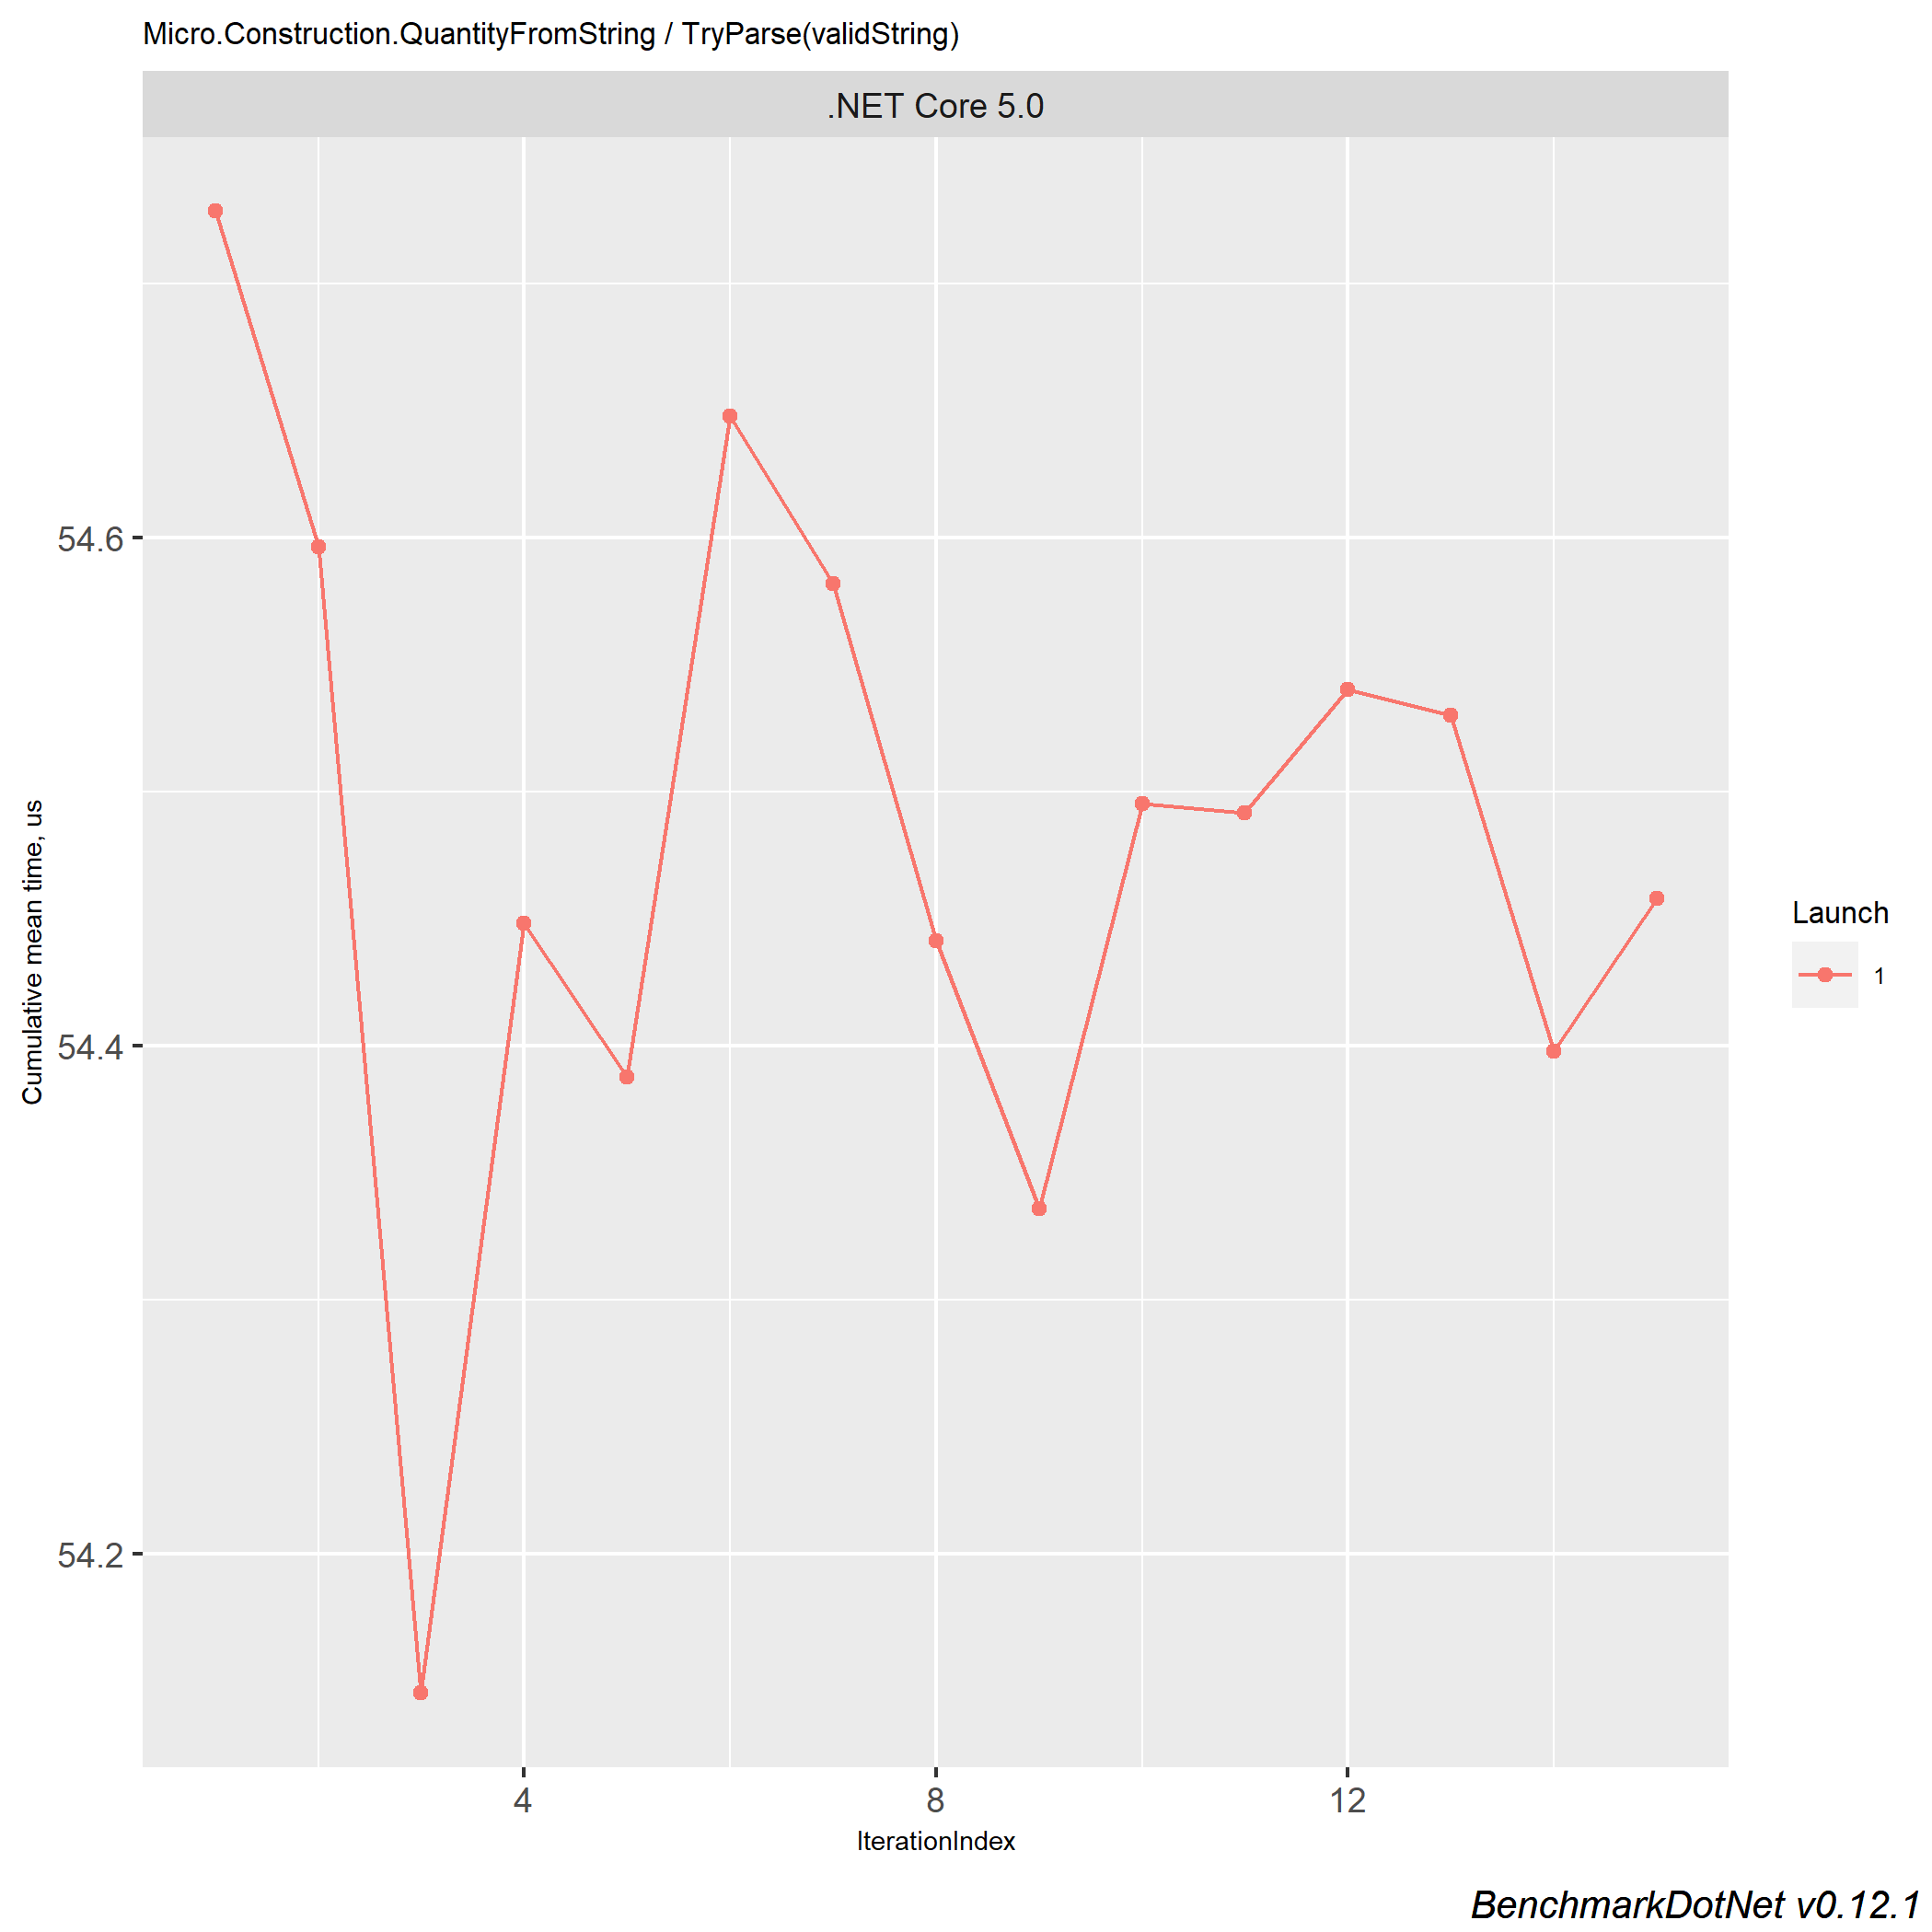 Micro.Construction.QuantityFromString / TryParse(validString)
.NET Core 5.0
54.6
54.4
54.2
Cumulative mean time, us
4
8
12
IterationIndex
Launch
1
BenchmarkDotNet v0.12.1